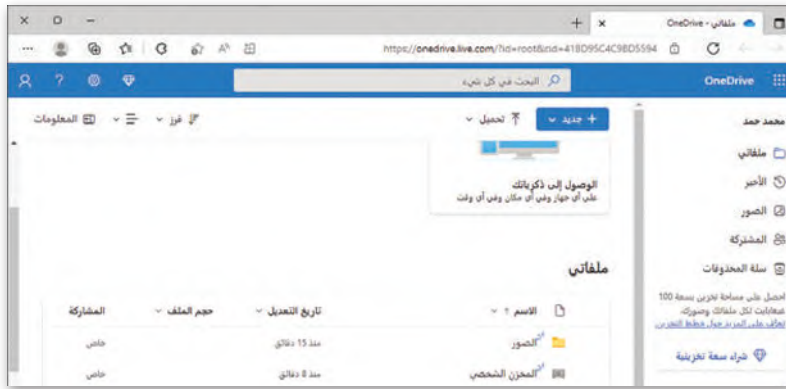 ملفاتي - OneDrive
https://onedrive.live.com/?id=root&cid=418D95C4C9BD5594
OneDrive
البحث في كل شيء
?
محمد حمد
ملفاتي
الأخير
الصور
المشتركة
سلة المحذوفات
احصل على مساحة تخزين بسعة 100
غيغابايت لكل ملفاتك وصورك.
تعرّف على المزيد حول خطط التخزين.
شراء سعة تخزينية
+ جديد
تحميل
فرز
المعلومات
الوصول إلى ذكرياتك
على أي جهاز وفي أي مكان وفي أي وقت
ملفاتي
الاسم ↑ تاريخ التعديل حجم الملف المشاركة
الصور منذ 15 دقائق خاص
المخزن الشخصي منذ 8 دقائق خاص